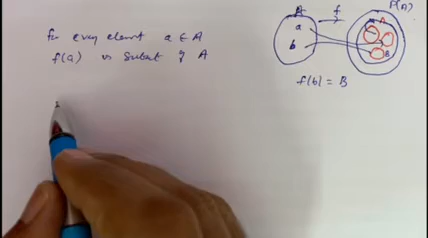 for every element a ∈ A
f(a) is subset of A
A
f
P(A)
a
b
A
B
f(b) = B